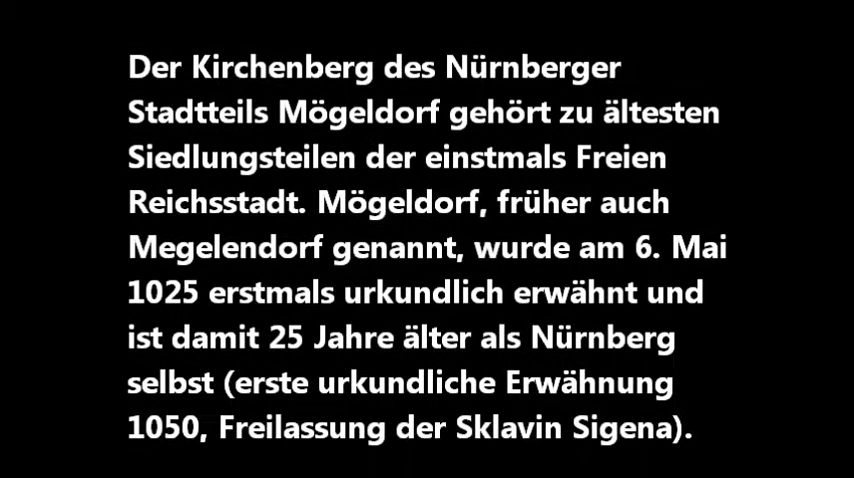 Der Kirchenberg des Nürnberger
Stadtteils Mögeldorf gehört zu ältesten
Siedlungsteilen der einstmals Freien
Reichsstadt. Mögeldorf, früher auch
Megelendorf genannt, wurde am 6. Mai
1025 erstmals urkundlich erwähnt und
ist damit 25 Jahre älter als Nürnberg
selbst (erste urkundliche Erwähnung
1050, Freilassung der Sklavin Sigena).